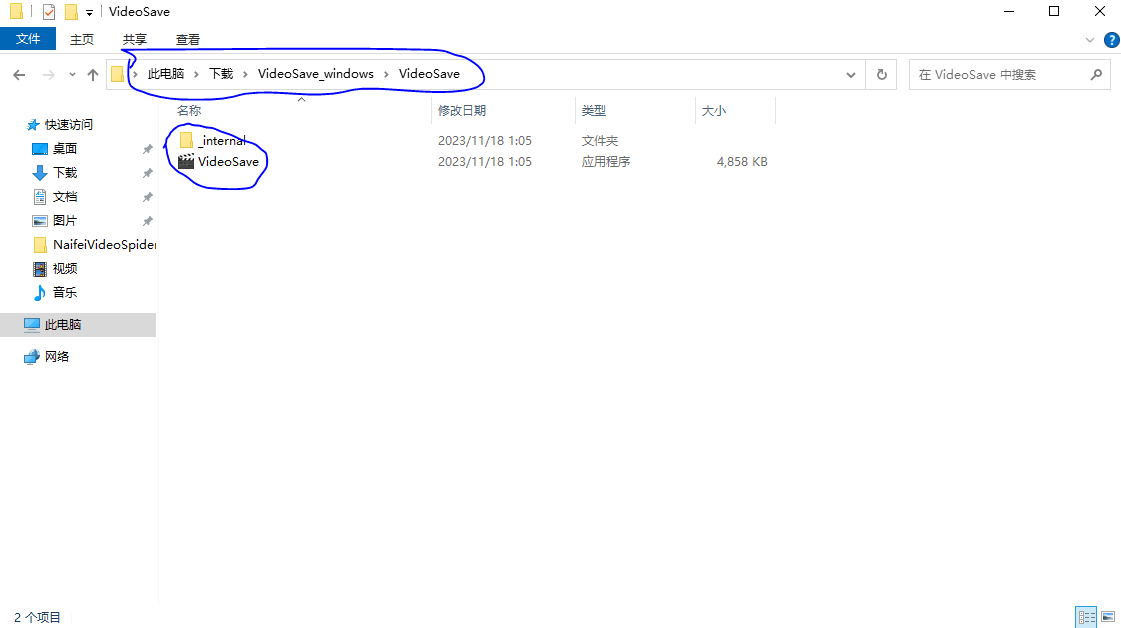 VideoSave
文件 主页 共享 查看
此电脑 › 下载 › VideoSave_windows › VideoSave
在 VideoSave 中搜索
名称 修改日期 类型 大小
_internal 2023/11/18 1:05 文件夹
VideoSave 2023/11/18 1:05 应用程序 4,858 KB
快速访问
桌面
下载
文档
图片
NaifeiVideoSpider
视频
音乐
此电脑
网络
2 个项目